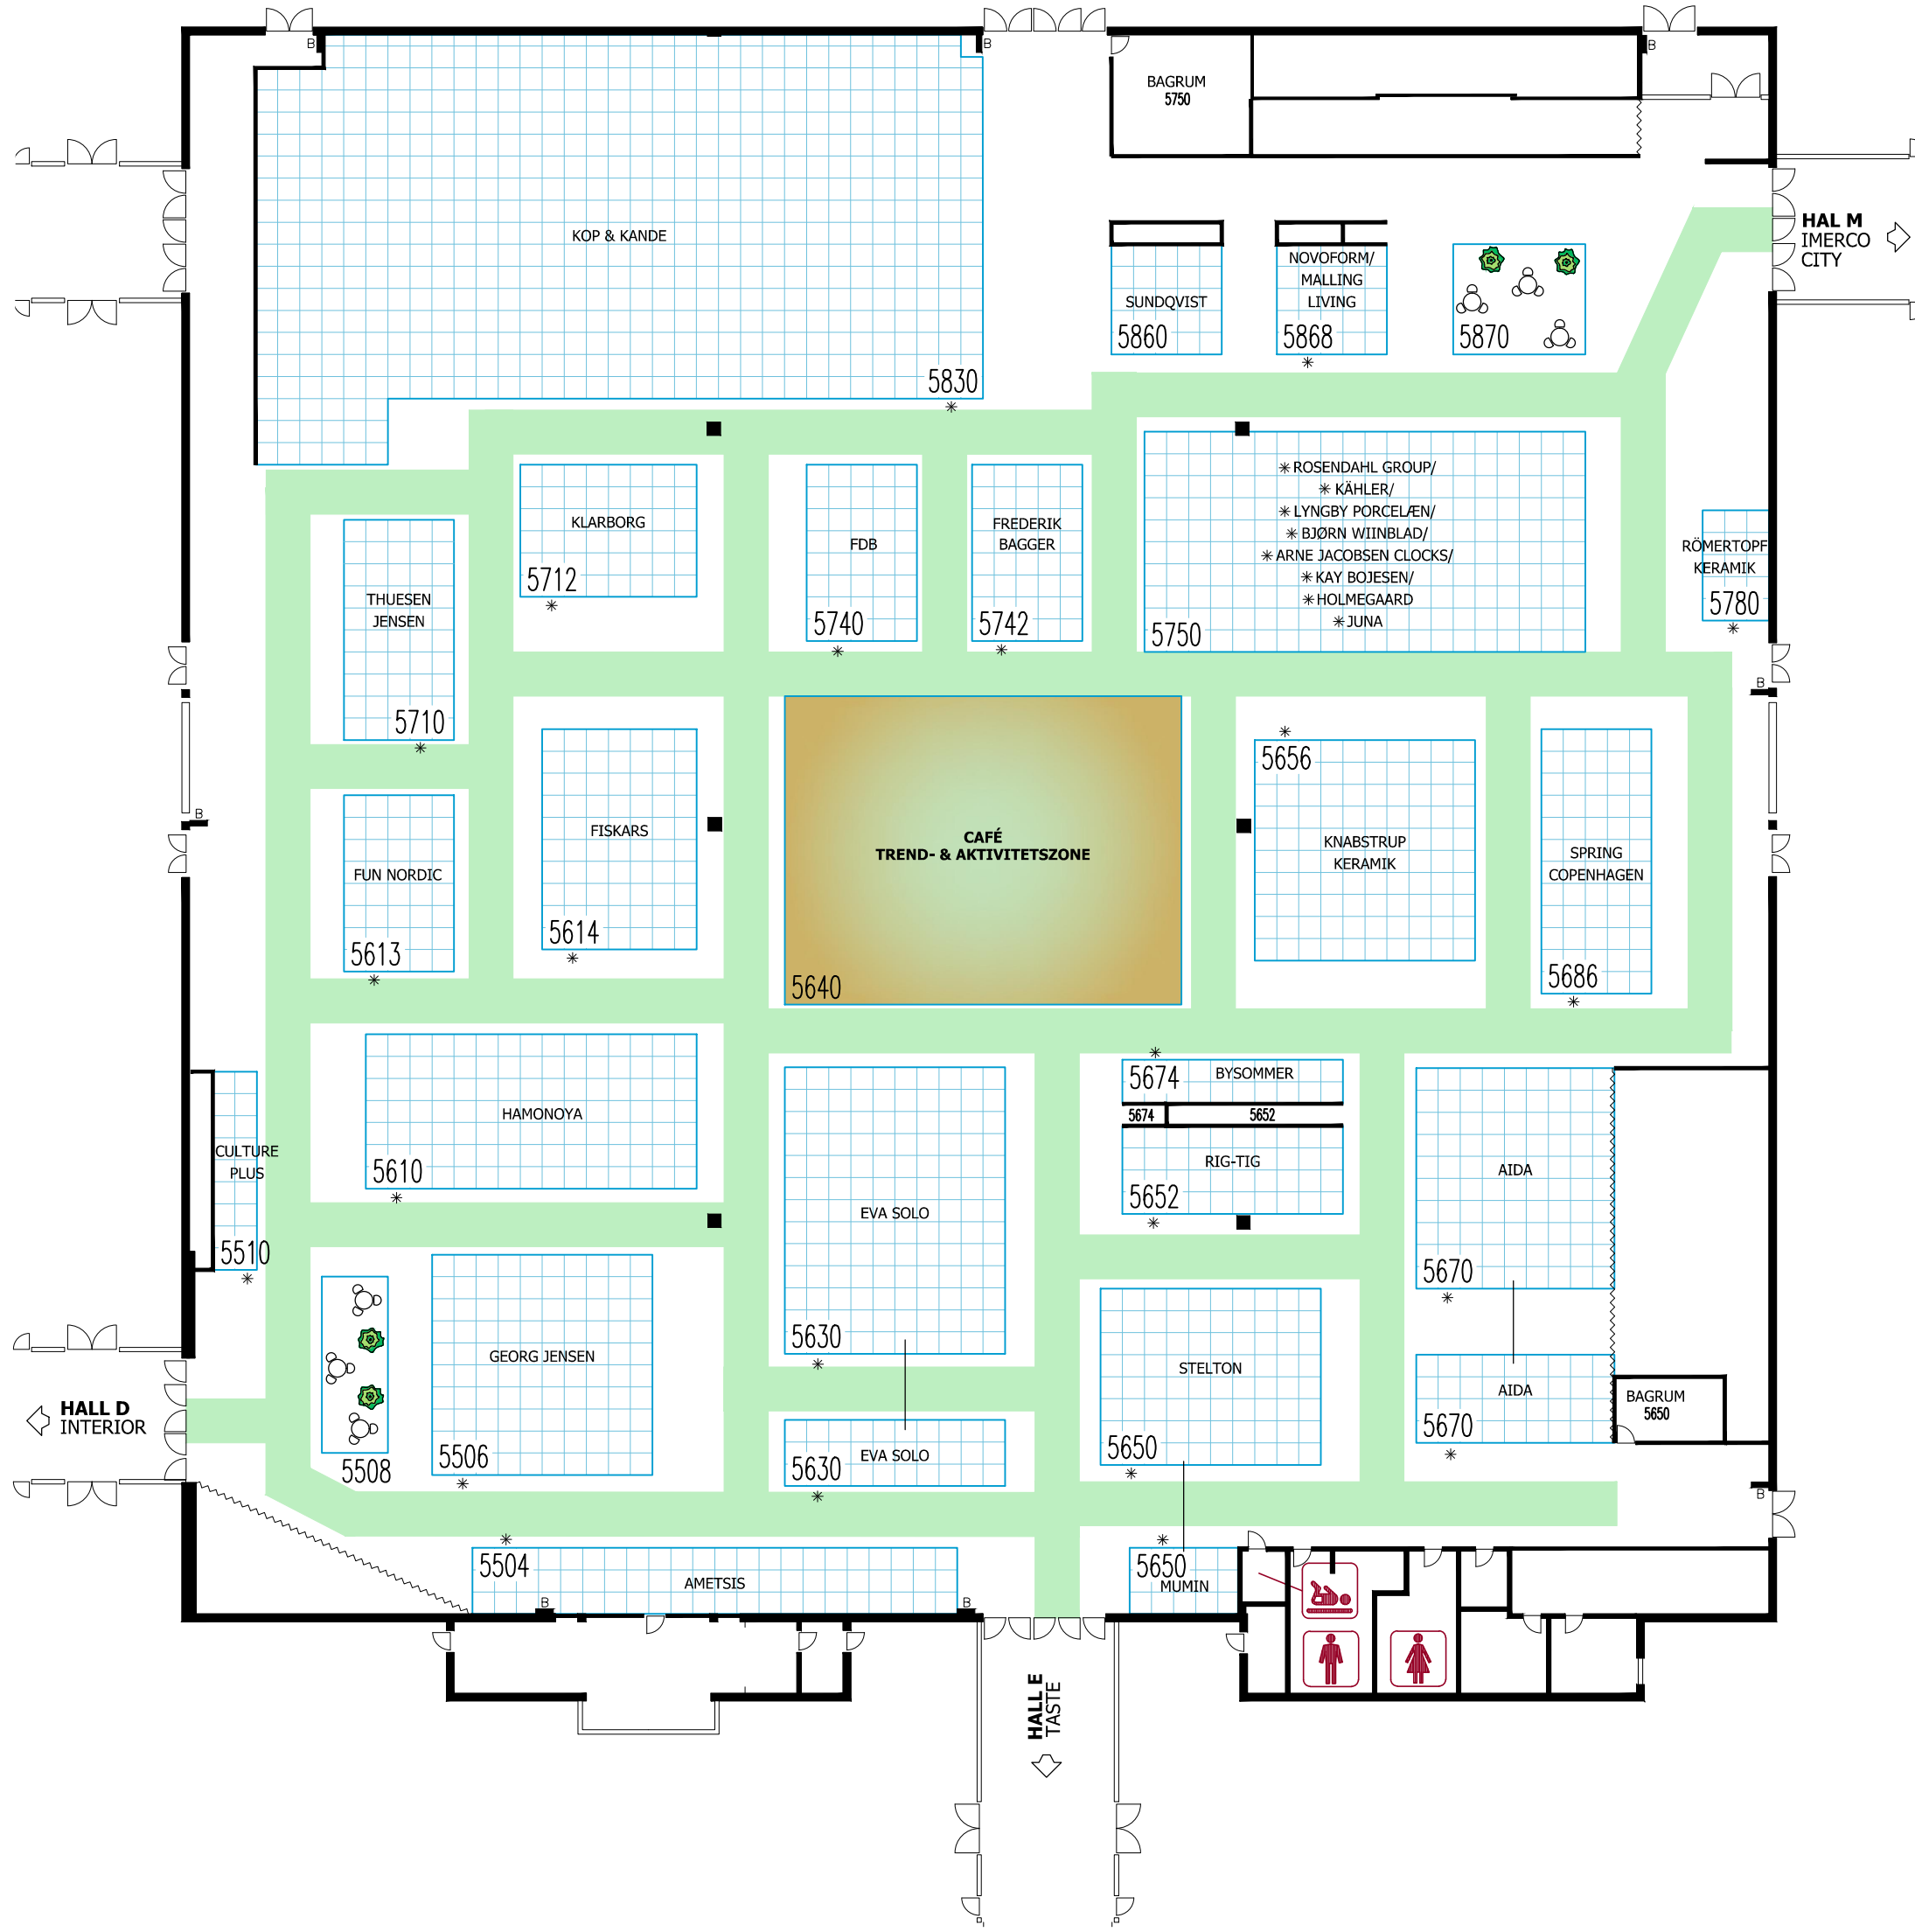 B
B
B
BAGRUM
5750
KOP & KANDE
5830
✳
SUNDQVIST
5860
NOVOFORM/
MALLING
LIVING
5868
✳
5870
HAL M
IMERCO
CITY
✳ ROSENDAHL GROUP/
✳ KÄHLER/
✳ LYNGBY PORCELÆN/
✳ BJØRN WIINBLAD/
✳ ARNE JACOBSEN CLOCKS/
✳ KAY BOJESEN/
✳ HOLMEGAARD
✳ JUNA
5750
KLARBORG
5712
✳
FDB
5740
✳
FREDERIK
BAGGER
5742
✳
RÖMERTOPF
KERAMIK
5780
✳
THUESEN
JENSEN
5710
✳
B
✳
5656
KNABSTRUP
KERAMIK
B
FISKARS
5614
✳
CAFÉ
TREND- & AKTIVITETSZONE
5640
SPRING
COPENHAGEN
5686
✳
FUN NORDIC
5613
✳
HAMONOYA
5610
✳
✳
5674
BYSOMMER
5674
5652
RIG-TIG
5652
✳
CULTURE
PLUS
5510
✳
EVA SOLO
5630
✳
AIDA
5670
✳
GEORG JENSEN
5506
✳
5508
HALL D
INTERIOR
STELTON
5650
✳
AIDA
5670
✳
BAGRUM
5650
EVA SOLO
5630
✳
B
✳
5504
AMETSIS
B
B
✳
5650
MUMIN
HALL E
TASTE